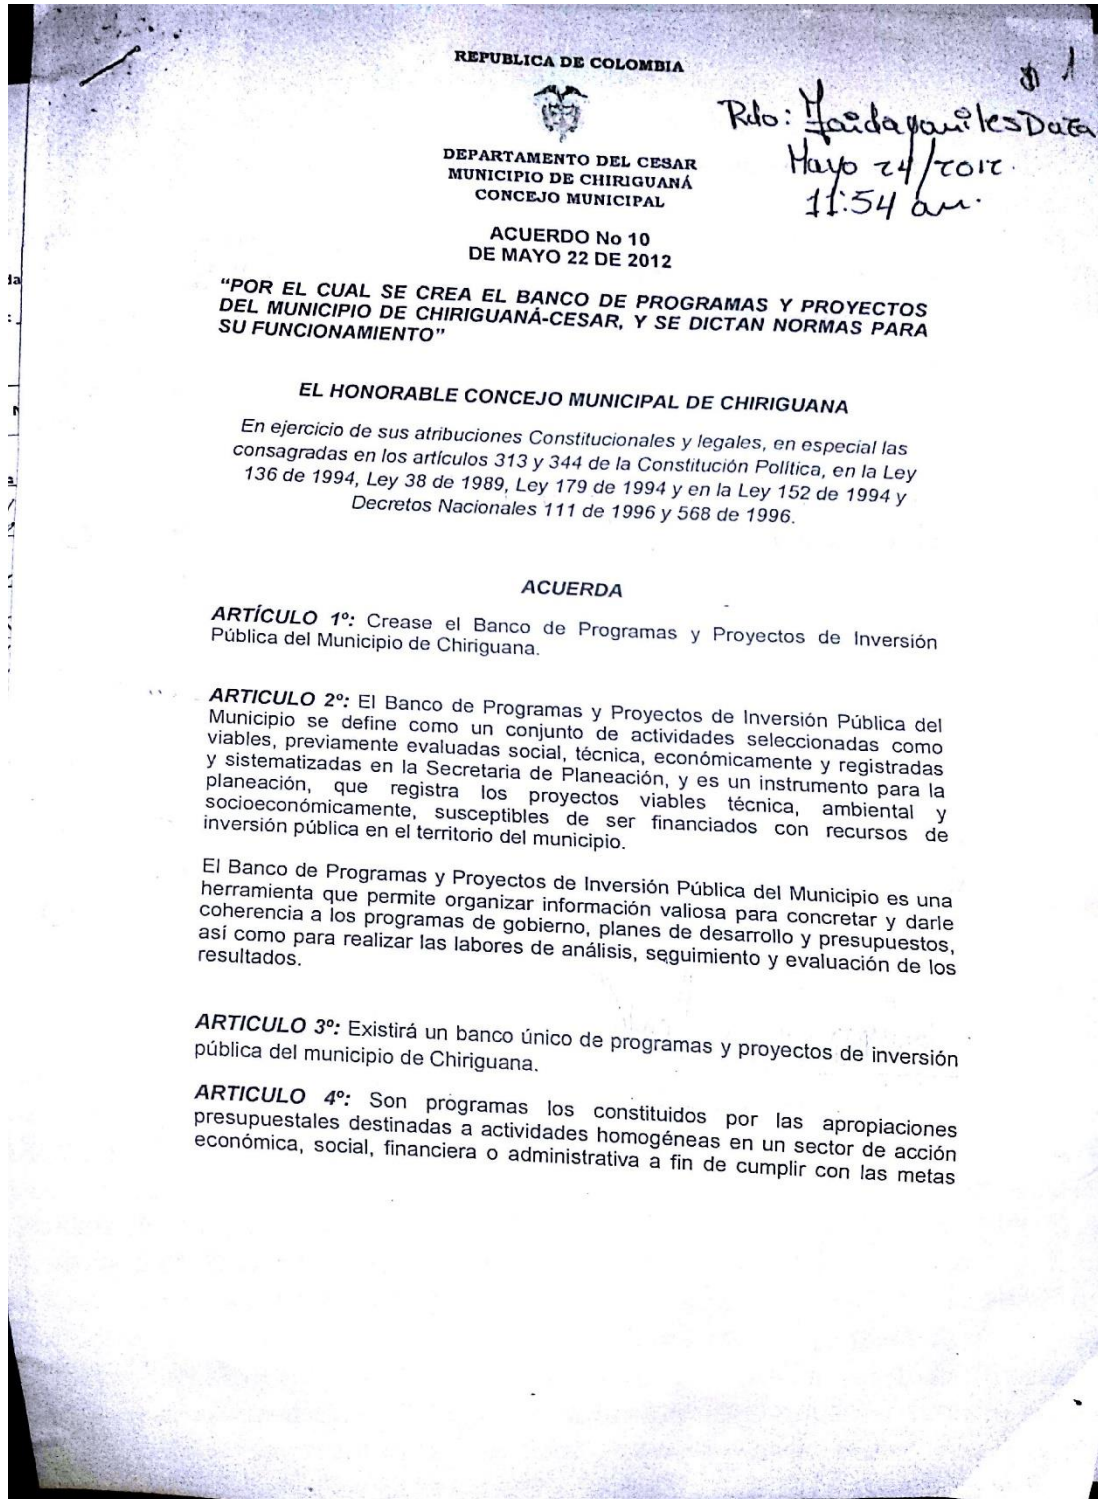 REPUBLICA DE COLOMBIA
1
Rdo:
Mayo 24/2012.
11:54 am.
DEPARTAMENTO DEL CESAR
MUNICIPIO DE CHIRIGUANÁ
CONCEJO MUNICIPAL
ACUERDO No 10
DE MAYO 22 DE 2012
“POR EL CUAL SE CREA EL BANCO DE PROGRAMAS Y PROYECTOS
DEL MUNICIPIO DE CHIRIGUANÁ-CESAR, Y SE DICTAN NORMAS PARA
SU FUNCIONAMIENTO”
EL HONORABLE CONCEJO MUNICIPAL DE CHIRIGUANA
En ejercicio de sus atribuciones Constitucionales y legales, en especial las
consagradas en los artículos 313 y 344 de la Constitución Política, en la Ley
136 de 1994, Ley 38 de 1989, Ley 179 de 1994 y en la Ley 152 de 1994 y
Decretos Nacionales 111 de 1996 y 568 de 1996.
ACUERDA
ARTÍCULO 1º: Crease el Banco de Programas y Proyectos de Inversión
Pública del Municipio de Chiriguana.
ARTICULO 2º: El Banco de Programas y Proyectos de Inversión Pública del
Municipio se define como un conjunto de actividades seleccionadas como
viables, previamente evaluadas social, técnica, económicamente y registradas
y sistematizadas en la Secretaria de Planeación, y es un instrumento para la
planeación, que registra los proyectos viables técnica, ambiental y
socioeconómicamente, susceptibles de ser financiados con recursos de
inversión pública en el territorio del municipio.
El Banco de Programas y Proyectos de Inversión Pública del Municipio es una
herramienta que permite organizar información valiosa para concretar y darle
coherencia a los programas de gobierno, planes de desarrollo y presupuestos,
así como para realizar las labores de análisis, seguimiento y evaluación de los
resultados.
ARTICULO 3º: Existirá un banco único de programas y proyectos de inversión
pública del municipio de Chiriguana.
ARTICULO 4º: Son programas los constituidos por las apropiaciones
presupuestales destinadas a actividades homogéneas en un sector de acción
económica, social, financiera o administrativa a fin de cumplir con las metas